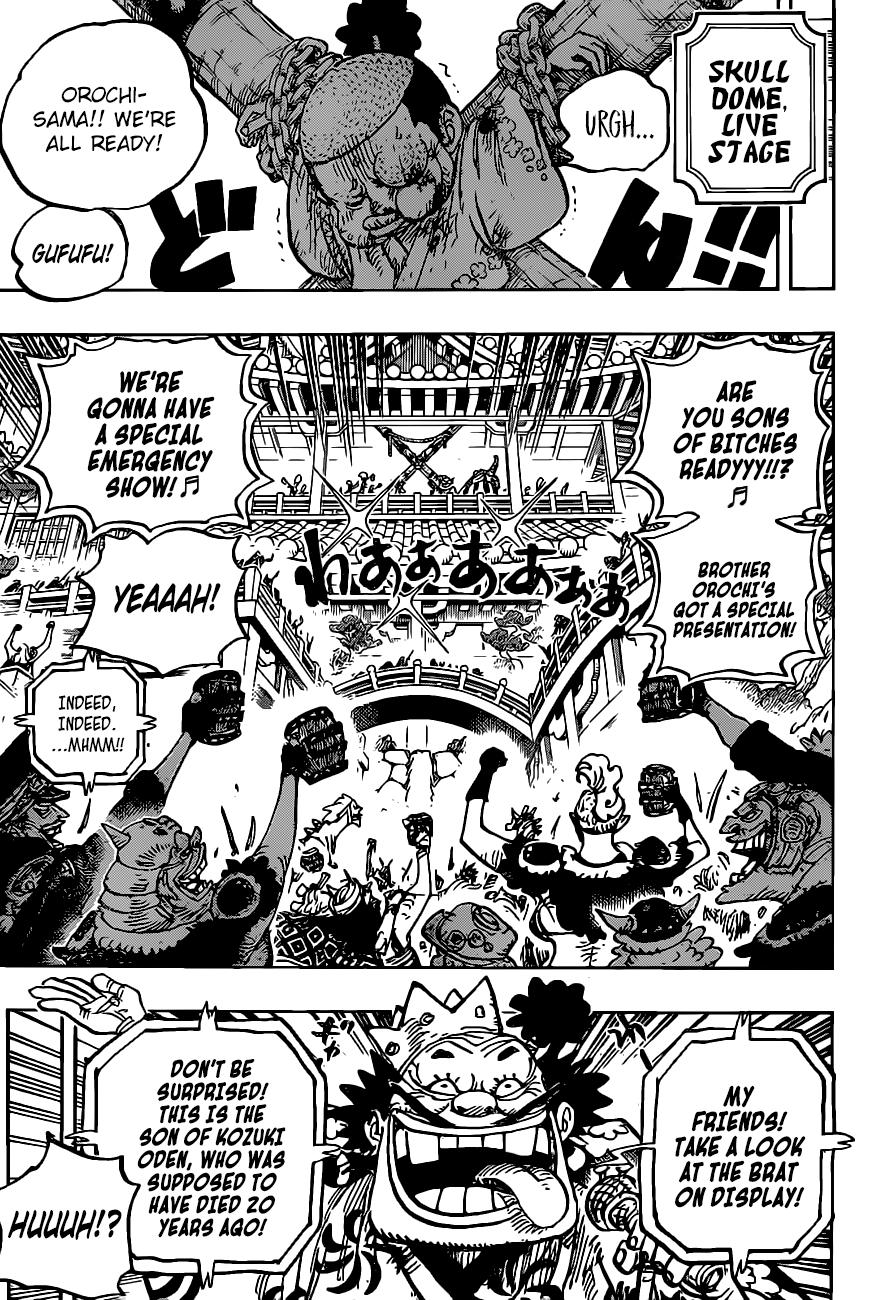 SKULL
DOME,
LIVE
STAGE
URGH...
OROCHI-
SAMA!! WE'RE
ALL READY!
GUFUFU!
ドん!!
ARE
YOU SONS
OF BITCHES
READYYY!!?
♫
BROTHER
OROCHI'S
GOT A SPECIAL
PRESENTATION!
WE'RE
GONNA HAVE
A SPECIAL
EMERGENCY
SHOW! ♫
YEAAAH!
わああああああ
INDEED,
INDEED.
...MHMM!!
MY
FRIENDS!
TAKE A LOOK
AT THE BRAT
ON DISPLAY!
DON'T BE
SURPRISED!
THIS IS THE
SON OF KOZUKI
ODEN, WHO WAS
SUPPOSED TO
HAVE DIED 20
YEARS AGO!
HUUUH!?